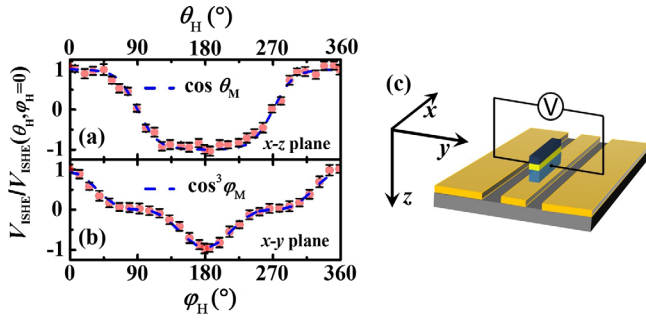 θH (°)
0 90 180 270 360
VISHE/VISHE(θH,φH=0)
1
0
-1
cos θM
(a)
x-z plane
1
0
-1
cos³φM
(b)
x-y plane
0 90 180 270 360
φH (°)
(c)
V
x
y
z